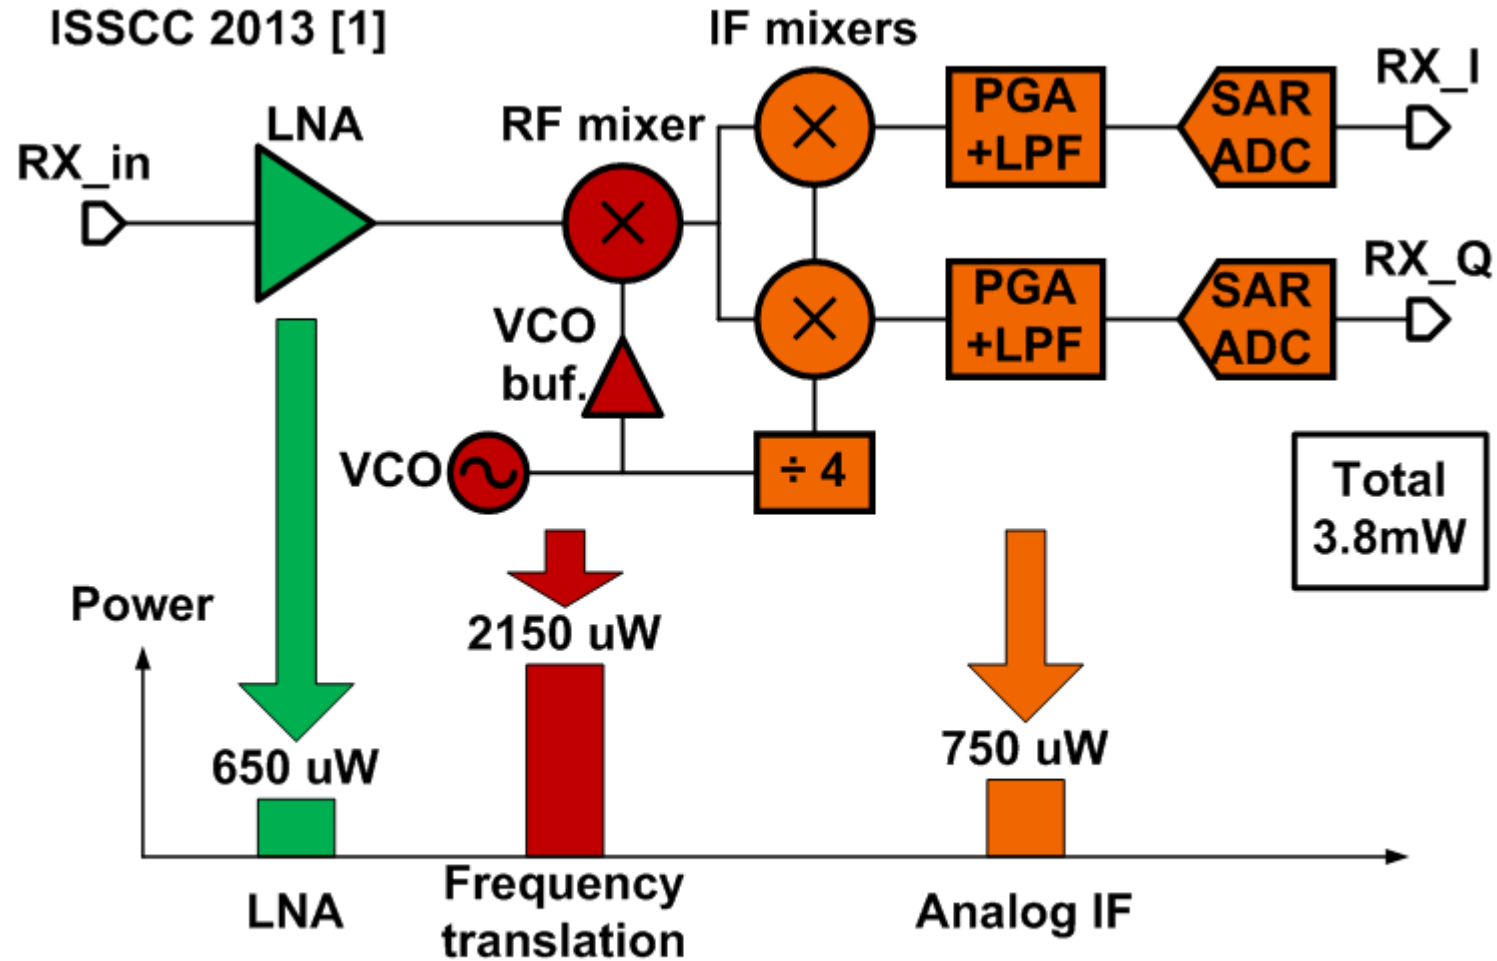 ISSCC 2013 [1]
IF mixers
LNA
RF mixer
RX_in
PGA
+LPF
SAR
ADC
RX_I
VCO
buf.
PGA
+LPF
SAR
ADC
RX_Q
VCO
÷ 4
Total
3.8mW
Power
2150 uW
650 uW
750 uW
LNA
Frequency
translation
Analog IF